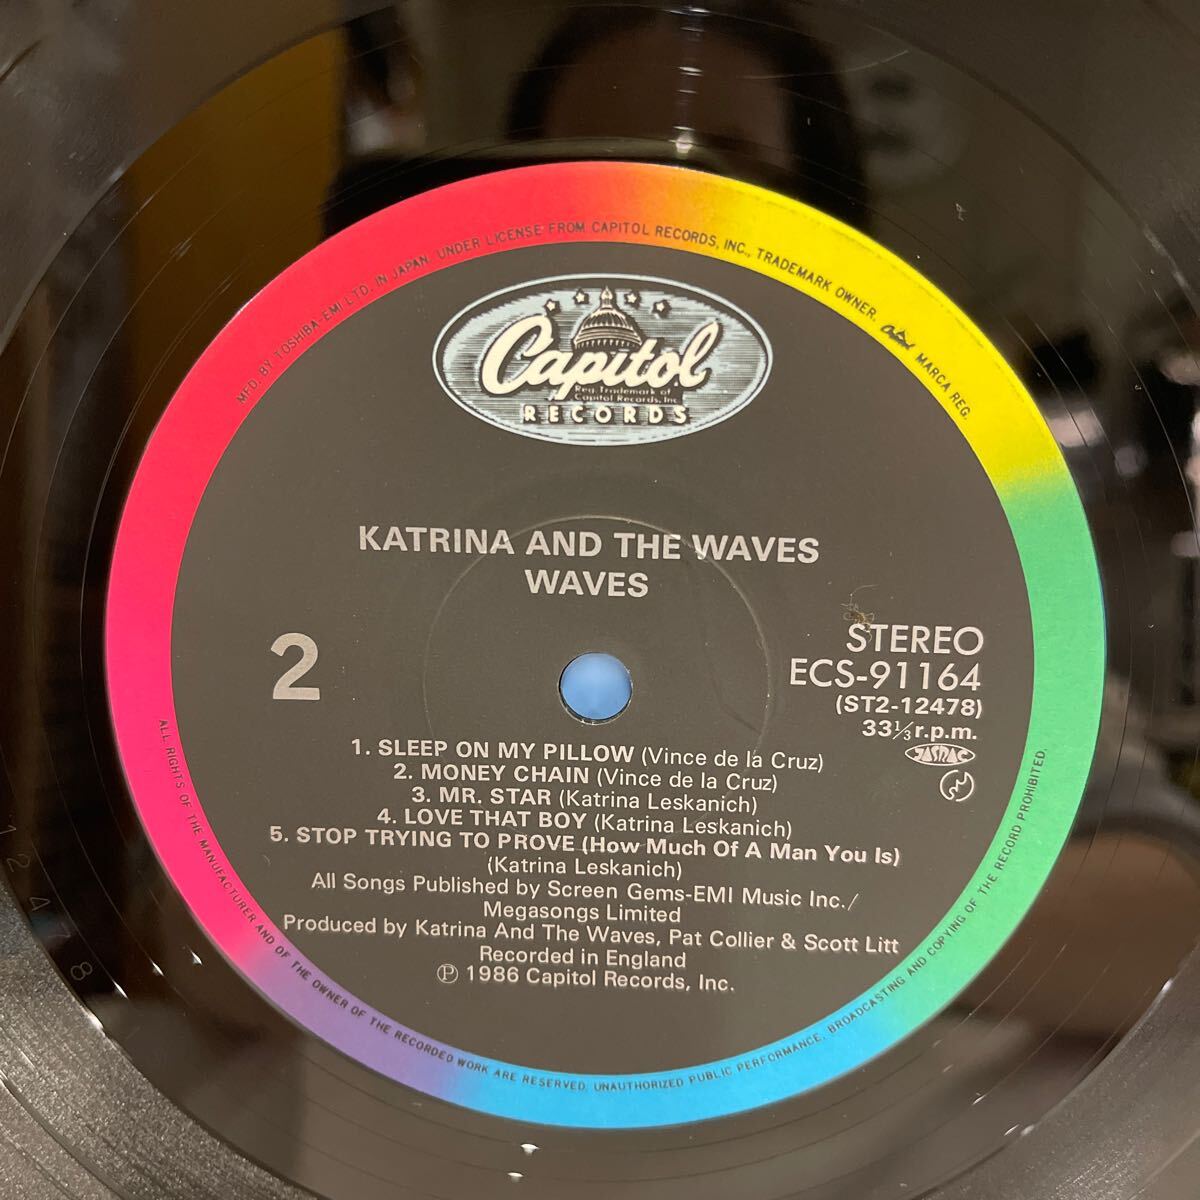 MFD. BY TOSHIBA-EMI LTD. IN JAPAN. UNDER LICENSE FROM CAPITOL RECORDS, INC., TRADEMARK OWNER. MARCA REG.
Capitol
Reg. Trademark of
Capitol Records, Inc.
RECORDS
KATRINA AND THE WAVES
WAVES
2
STEREO
ECS-91164
(ST2-12478)
33⅓r.p.m.
JASRAC
1. SLEEP ON MY PILLOW (Vince de la Cruz)
2. MONEY CHAIN (Vince de la Cruz)
3. MR. STAR (Katrina Leskanich)
4. LOVE THAT BOY (Katrina Leskanich)
5. STOP TRYING TO PROVE (How Much Of A Man You Is)
(Katrina Leskanich)
All Songs Published by Screen Gems-EMI Music Inc./
Megasongs Limited
Produced by Katrina And The Waves, Pat Collier & Scott Litt
Recorded in England
℗ 1986 Capitol Records, Inc.
ALL RIGHTS OF THE MANUFACTURER AND OF THE OWNER OF THE RECORDED WORK ARE RESERVED. UNAUTHORIZED PUBLIC PERFORMANCE, BROADCASTING AND COPYING OF THE RECORD PROHIBITED.